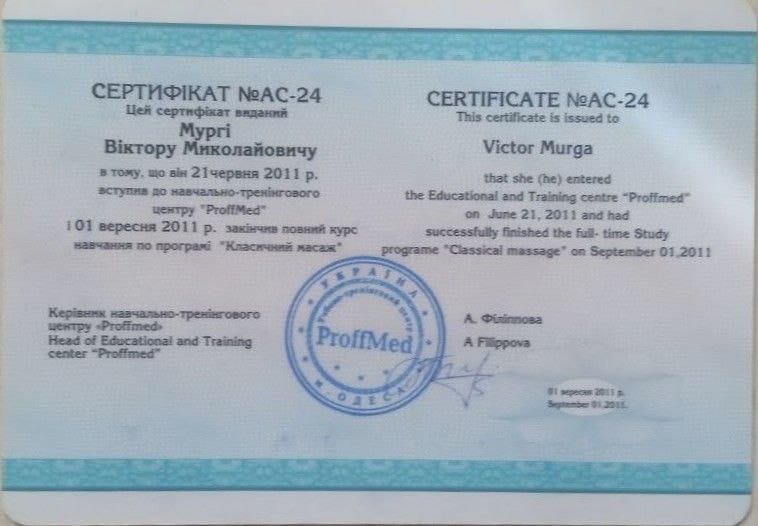 СЕРТИФІКАТ №АС-24
Цей сертифікат виданий
Мургі
Віктору Миколайовичу
в тому, що він 21червня 2011 р.
вступив до навчально-тренінгового
центру "ProffMed"
і 01 вересня 2011 р. закінчив повний курс
навчання по програмі "Класичний масаж"
CERTIFICATE №АС-24
This certificate is issued to
Victor Murga
that she (he) entered
the Educational and Training centre “Proffmed”
on June 21, 2011 and had
successfully finished the full- time Study
programe "Classical massage" on September 01,2011
Керівник навчально-тренінгового
центру «Proffmed»
Head of Educational and Training
center “Proffmed”
УКРАЇНА
тренінговий центр
ProffMed
м. ОДЕСА
А. Філіппова
A Filippova
01 вересня 2011 р.
September 01,2011.